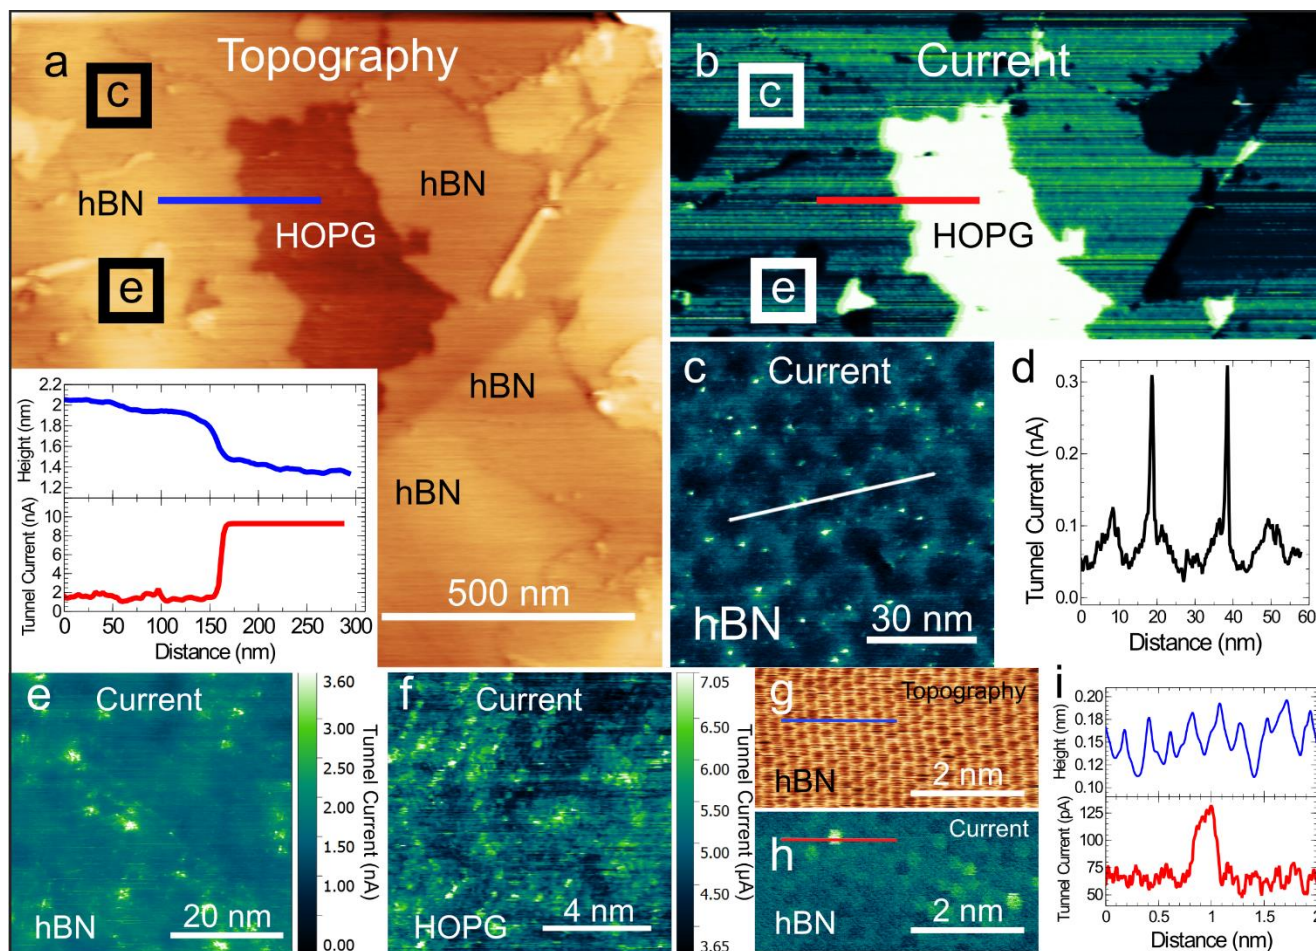 a
Topography
c
hBN
hBN
HOPG
e
hBN
hBN
500 nm
2.2
2
1.8
1.6
1.4
1.2
Height (nm)
10
8
6
4
2
0
Tunnel Current (nA)
0 50 100 150 200 250 300
Distance (nm)
b
Current
c
HOPG
e
c
Current
hBN
30 nm
d
0.3
0.2
0.1
0.0
Tunnel Current (nA)
0 10 20 30 40 50 60
Distance (nm)
e
Current
hBN
20 nm
3.60
3.00
2.50
2.00
1.50
1.00
0.00
Tunnel Current (nA)
f
Current
HOPG
4 nm
7.05
6.00
5.50
5.00
4.50
3.65
Tunnel Current (µA)
g
Topography
hBN
2 nm
h
Current
hBN
2 nm
i
0.20
0.18
0.15
0.12
0.10
Height (nm)
125
100
75
50
Tunnel Current (pA)
0 0.5 1 1.5 2
Distance (nm)